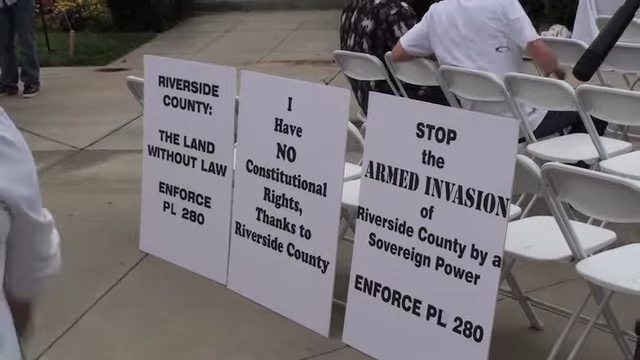 RIVERSIDE
COUNTY:
THE LAND
WITHOUT LAW
ENFORCE
PL 280
I
Have
NO
Constitutional
Rights,
Thanks to
Riverside County
STOP
the
ARMED INVASION
of
Riverside County by a
Sovereign Power
ENFORCE PL 280